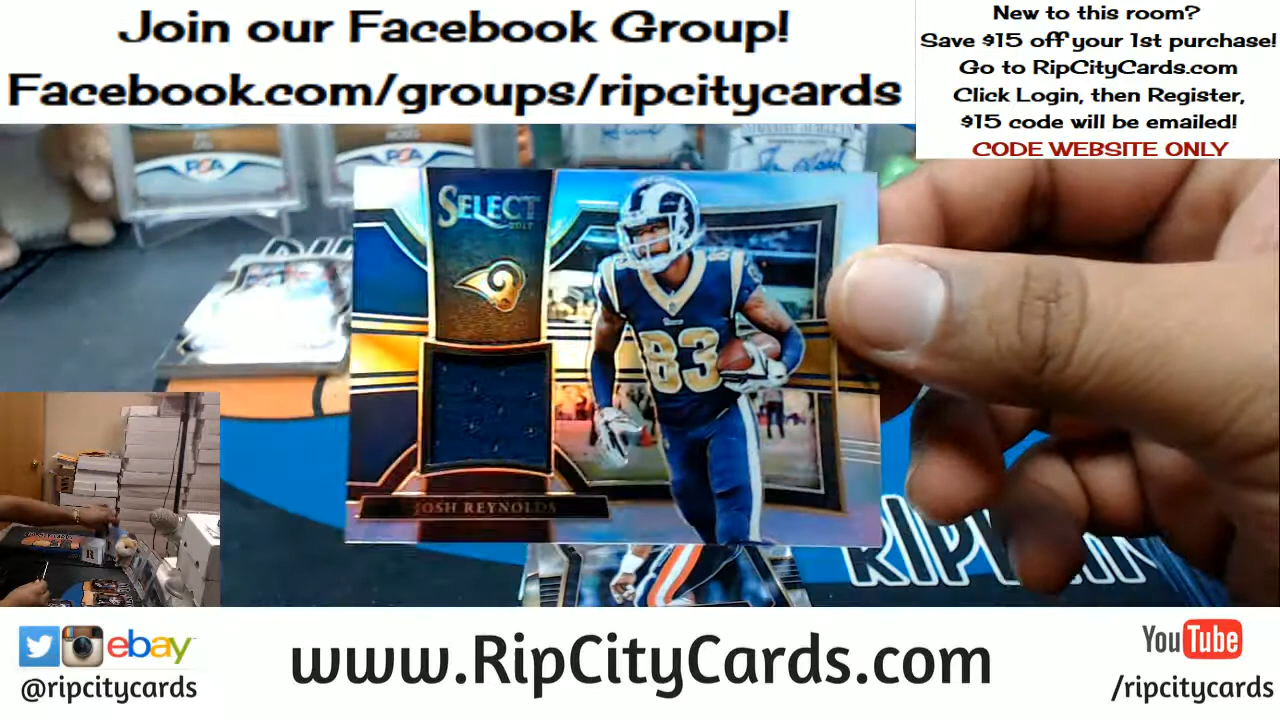 Join our Facebook Group!
Facebook.com/groups/ripcitycards
New to this room?
Save $15 off your 1st purchase!
Go to RipCityCards.com
Click Login, then Register,
$15 code will be emailed!
CODE WEBSITE ONLY
PSA
PSA
SELECT
2017
83
JOSH REYNOLDS
ebay
@ripcitycards
www.RipCityCards.com
YouTube
/ripcitycards